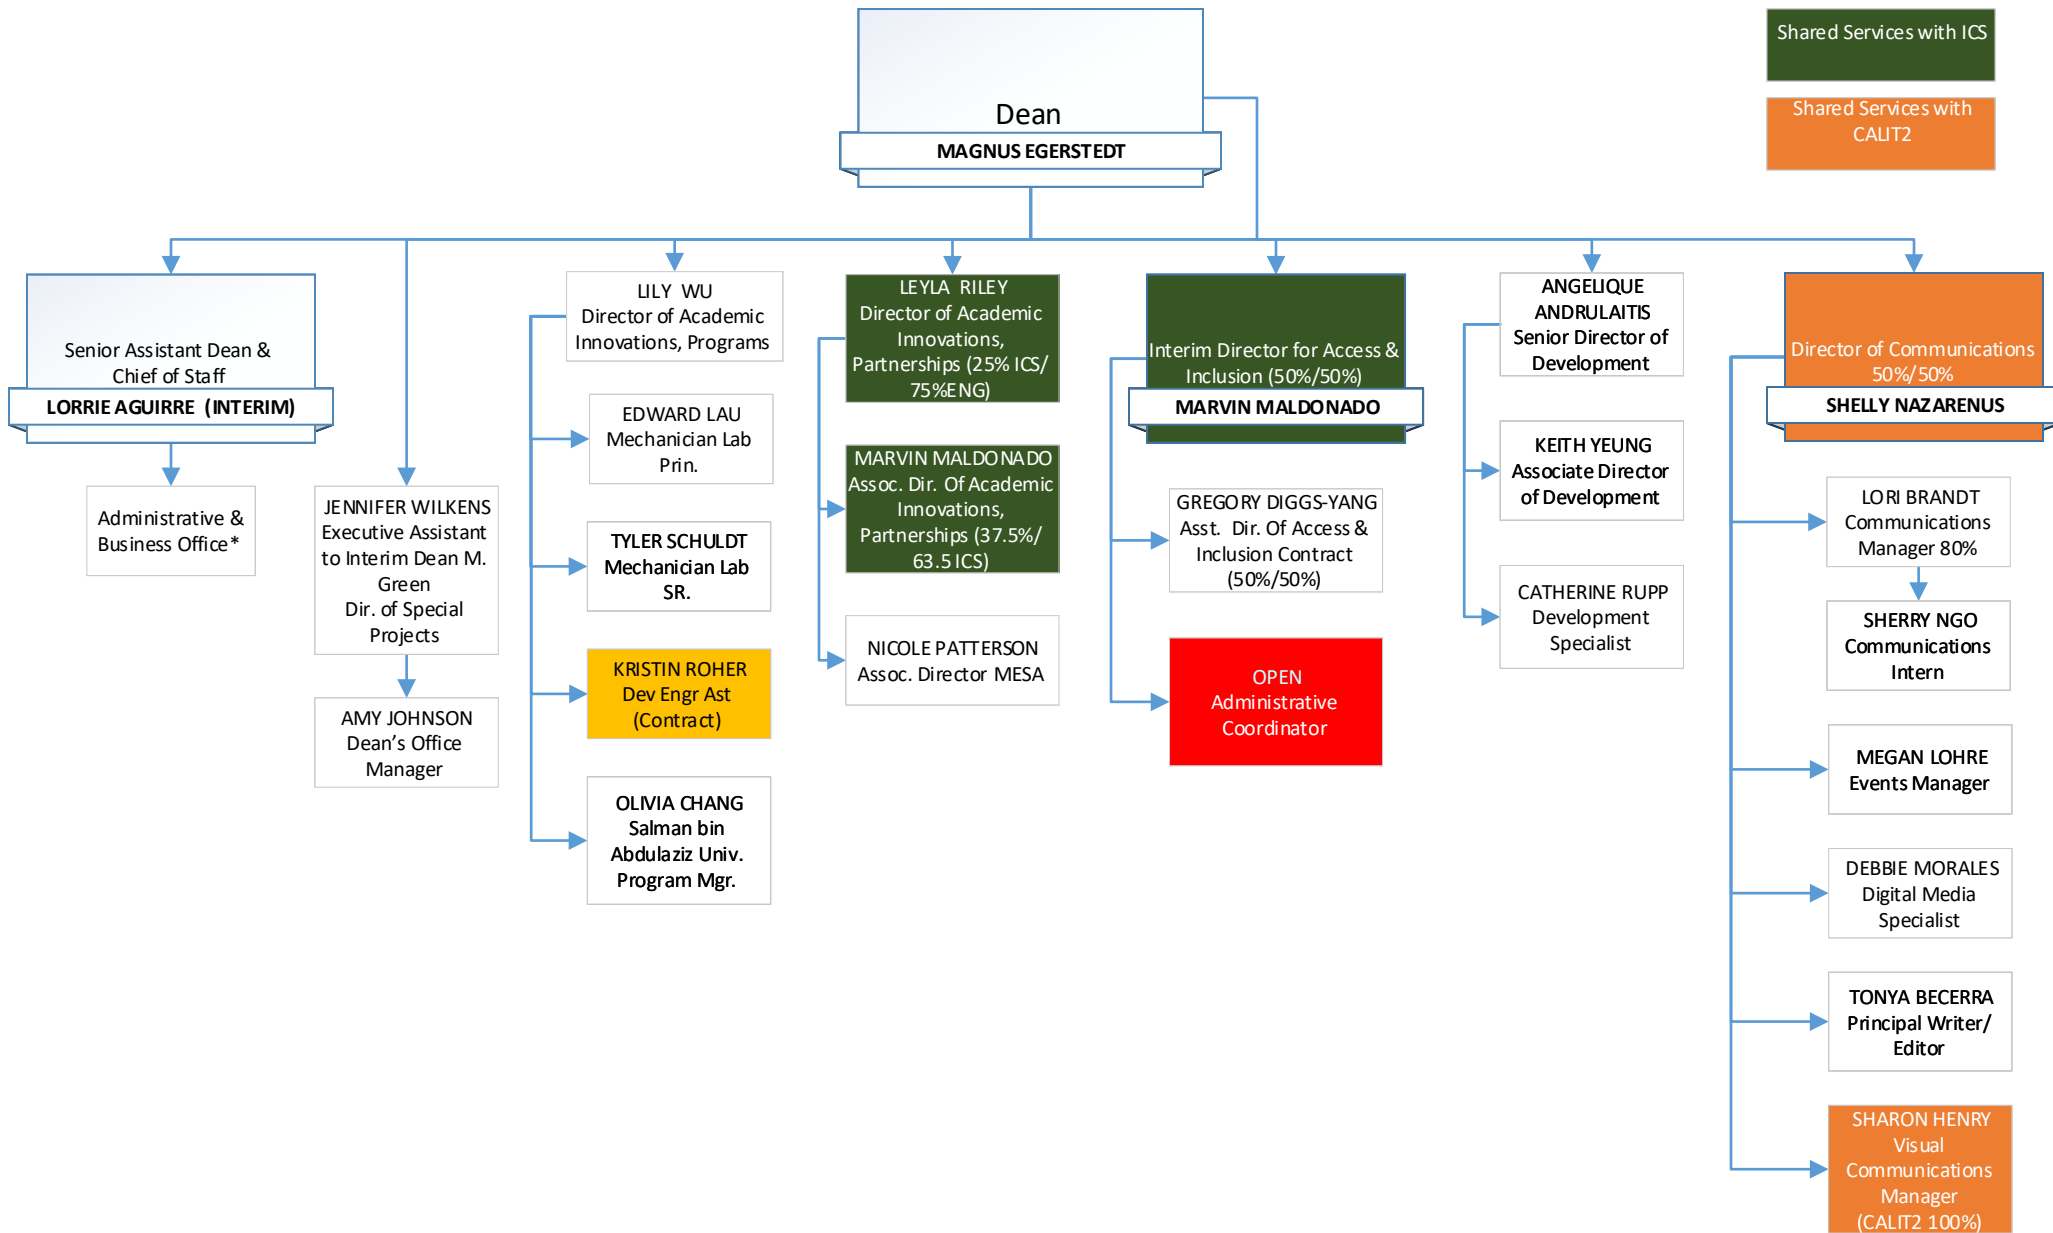 Shared Services with ICS
Shared Services with
CALIT2
Dean
MAGNUS EGERSTEDT
Senior Assistant Dean &
Chief of Staff
LORRIE AGUIRRE (INTERIM)
Administrative &
Business Office*
JENNIFER WILKENS
Executive Assistant
to Interim Dean M.
Green
Dir. of Special
Projects
AMY JOHNSON
Dean's Office
Manager
LILY WU
Director of Academic
Innovations, Programs
EDWARD LAU
Mechanician Lab
Prin.
TYLER SCHULDT
Mechanician Lab
SR.
KRISTIN ROHER
Dev Engr Ast
(Contract)
OLIVIA CHANG
Salman bin
Abdulaziz Univ.
Program Mgr.
LEYLA RILEY
Director of Academic
Innovations,
Partnerships (25% ICS/
75%ENG)
MARVIN MALDONADO
Assoc. Dir. Of Academic
Innovations,
Partnerships (37.5%/
63.5 ICS)
NICOLE PATTERSON
Assoc. Director MESA
Interim Director for Access &
Inclusion (50%/50%)
MARVIN MALDONADO
GREGORY DIGGS-YANG
Asst. Dir. Of Access &
Inclusion Contract
(50%/50%)
OPEN
Administrative
Coordinator
ANGELIQUE
ANDRULAITIS
Senior Director of
Development
KEITH YEUNG
Associate Director
of Development
CATHERINE RUPP
Development
Specialist
Director of Communications
50%/50%
SHELLY NAZARENUS
LORI BRANDT
Communications
Manager 80%
SHERRY NGO
Communications
Intern
MEGAN LOHRE
Events Manager
DEBBIE MORALES
Digital Media
Specialist
TONYA BECERRA
Principal Writer/
Editor
SHARON HENRY
Visual
Communications
Manager
(CALIT2 100%)